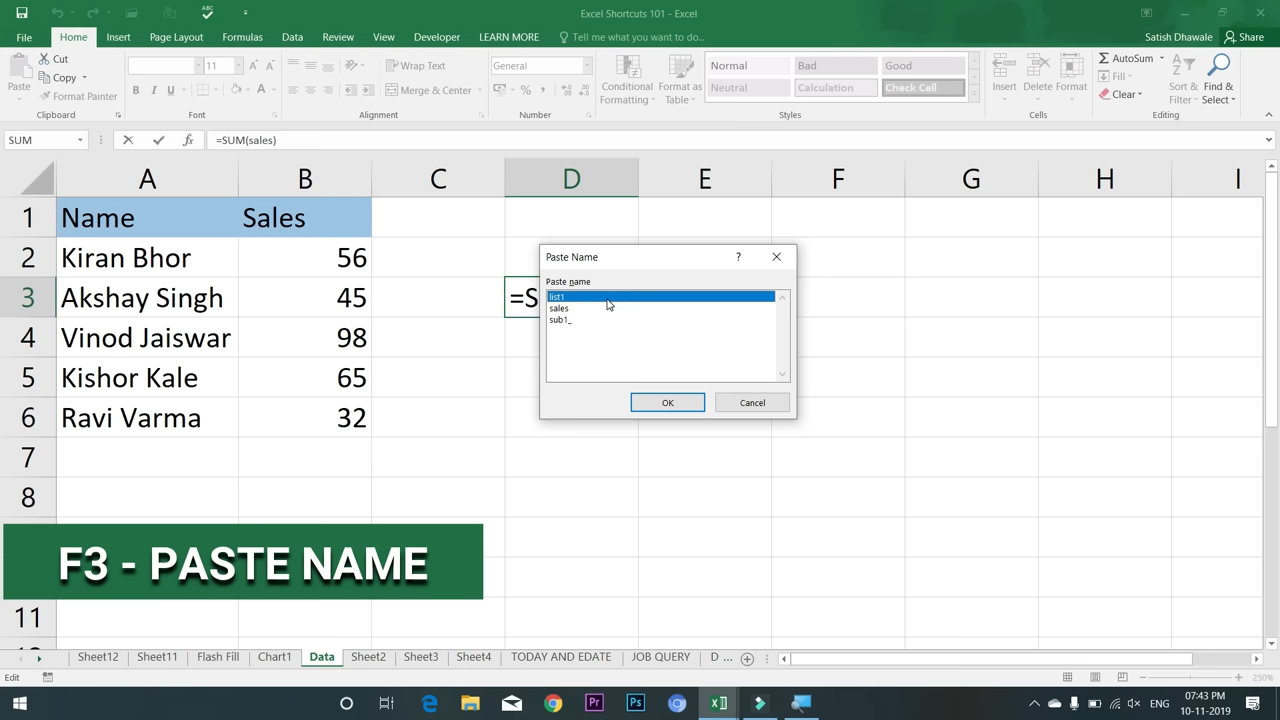 ABC
Excel Shortcuts 101 - Excel
File Home Insert Page Layout Formulas Data Review View Developer LEARN MORE Tell me what you want to do... Satish Dhawale Share
Paste
Cut
Copy
Format Painter
Clipboard
11
B I U
Font
Wrap Text
Merge & Center
Alignment
General
%
Number
Conditional
Formatting
Format as
Table
Normal Bad Good
Neutral Calculation Check Cell
Styles
Insert Delete Format
Cells
AutoSum
Fill
Clear
Sort &
Filter
Find &
Select
Editing
SUM fx =SUM(sales)
A B C D E F G H I
1 Name Sales
2 Kiran Bhor 56
3 Akshay Singh 45 =S
4 Vinod Jaiswar 98
5 Kishor Kale 65
6 Ravi Varma 32
7
8
11
Paste Name ?
Paste name
list1
sales
sub1_
OK Cancel
F3 - PASTE NAME
Sheet12 Sheet11 Flash Fill Chart1 Data Sheet2 Sheet3 Sheet4 TODAY AND EDATE JOB QUERY D ...
Edit 250%
Pr Ps
ENG
07:43 PM
10-11-2019